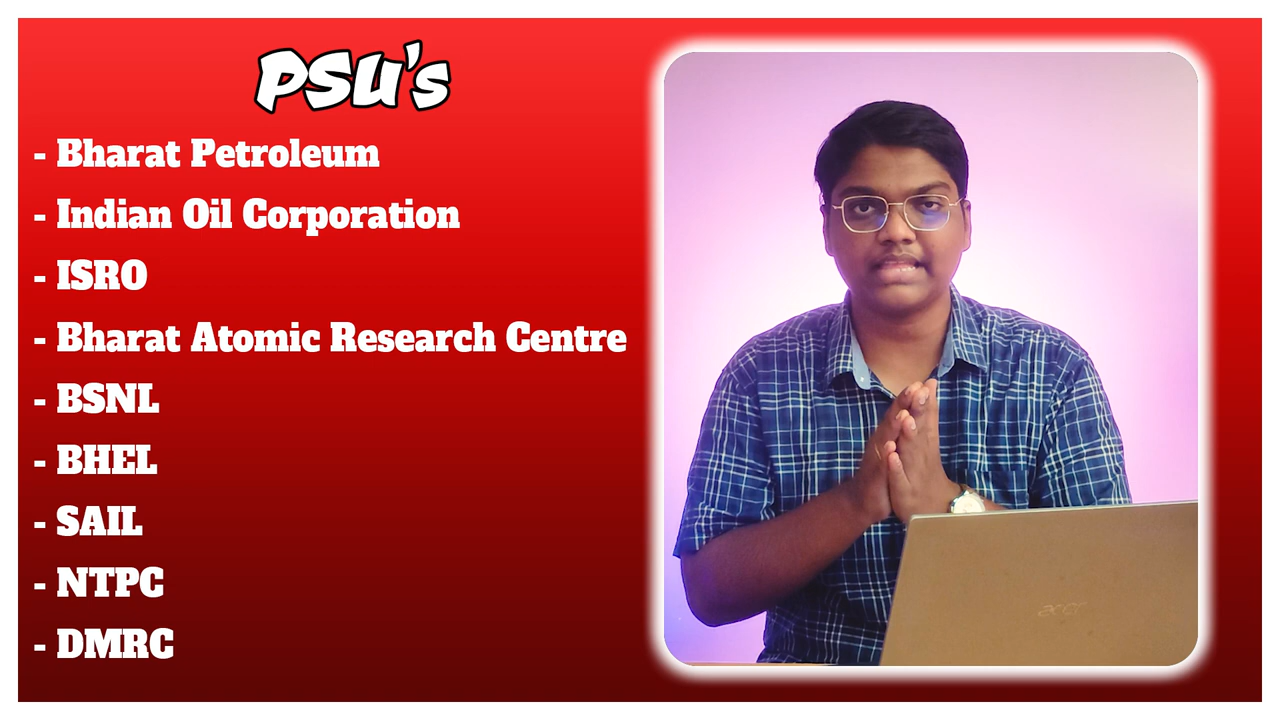 PSU's
- Bharat Petroleum
- Indian Oil Corporation
- ISRO
- Bharat Atomic Research Centre
- BSNL
- BHEL
- SAIL
- NTPC
- DMRC
acer